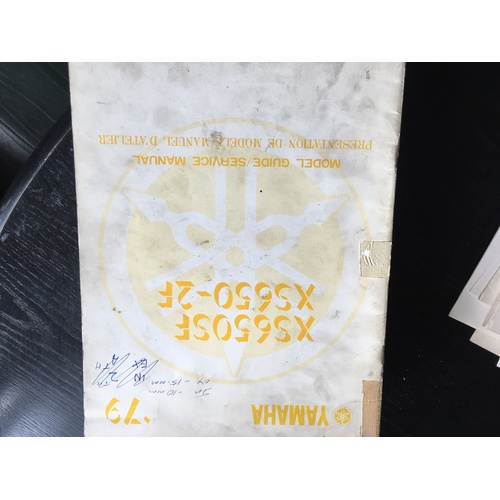 YAMAHA '79
XS650SF
XS650-2F
MODEL GUIDE/SERVICE MANUAL
PRESENTATION DE MODELE/MANUEL D'ATELIER